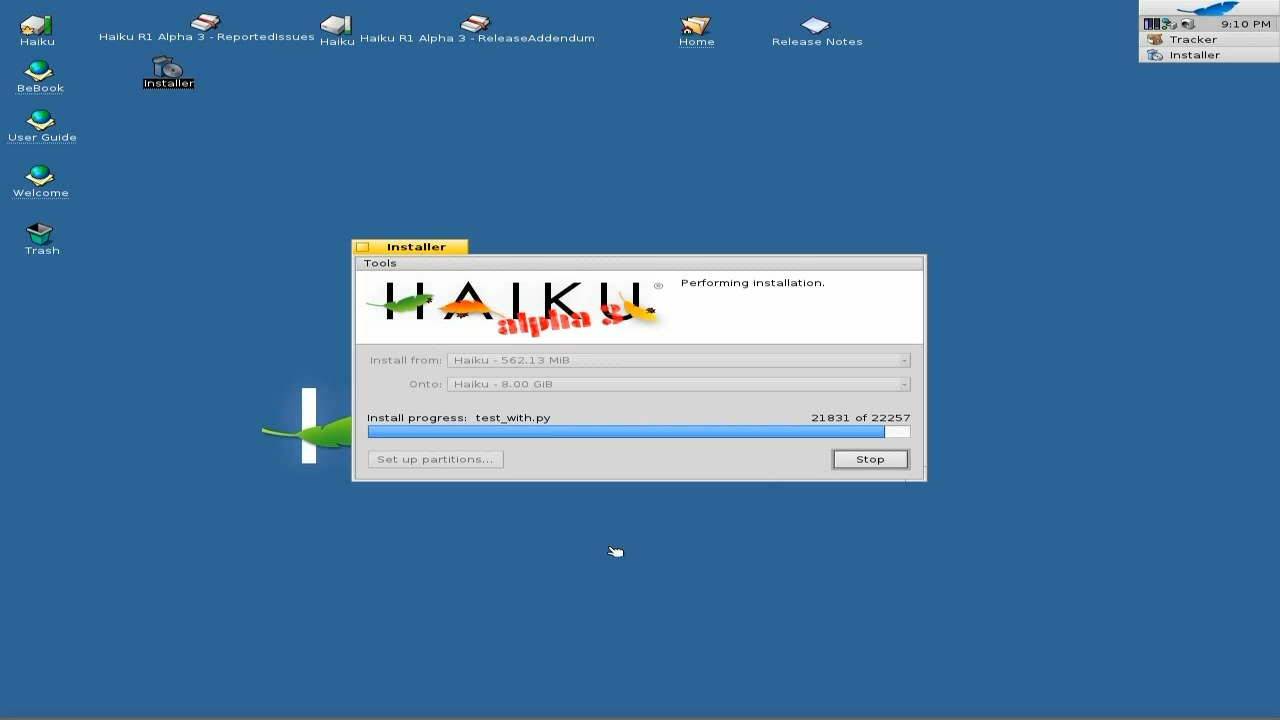 Haiku
Haiku R1 Alpha 3 - ReportedIssues
Haiku
Haiku R1 Alpha 3 - ReleaseAddendum
Home
Release Notes
9:10 PM
Tracker
Installer
BeBook
Installer
User Guide
Welcome
Trash
Installer
Tools
HAIKU®
alpha 3
Performing installation.
Install from: Haiku - 562.13 MiB
Onto: Haiku - 8.00 GiB
Install progress: test_with.py 21831 of 22257
Set up partitions... Stop